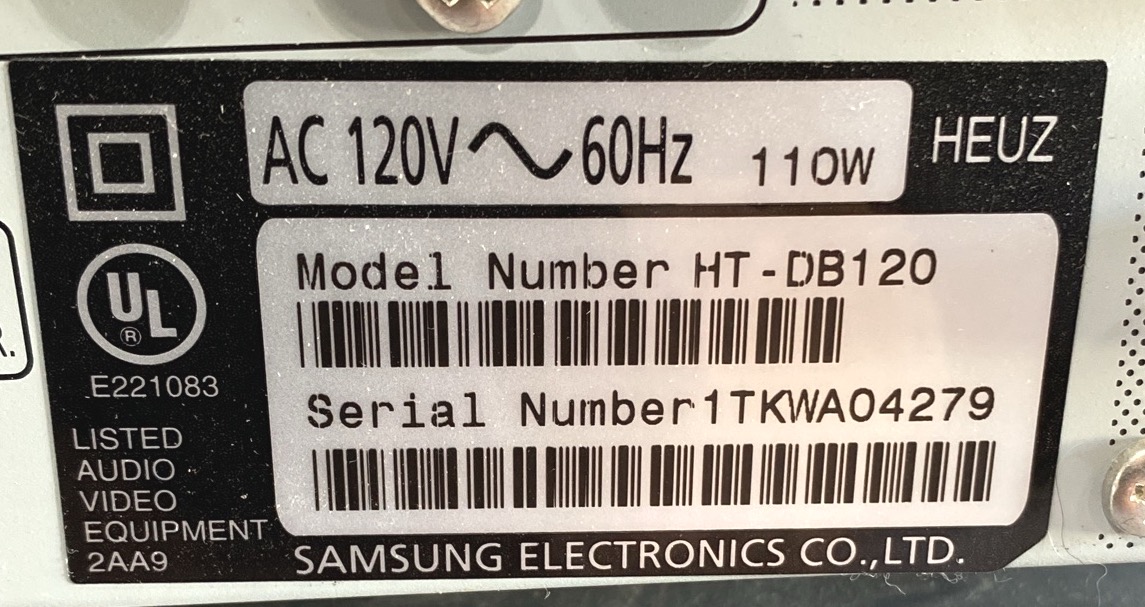 AC 120V ~ 60Hz 110W
HEUZ
UL
®
E221083
LISTED
AUDIO
VIDEO
EQUIPMENT
2AA9
Model Number HT-DB120
Serial Number1TKWA04279
SAMSUNG ELECTRONICS CO.,LTD.
R.